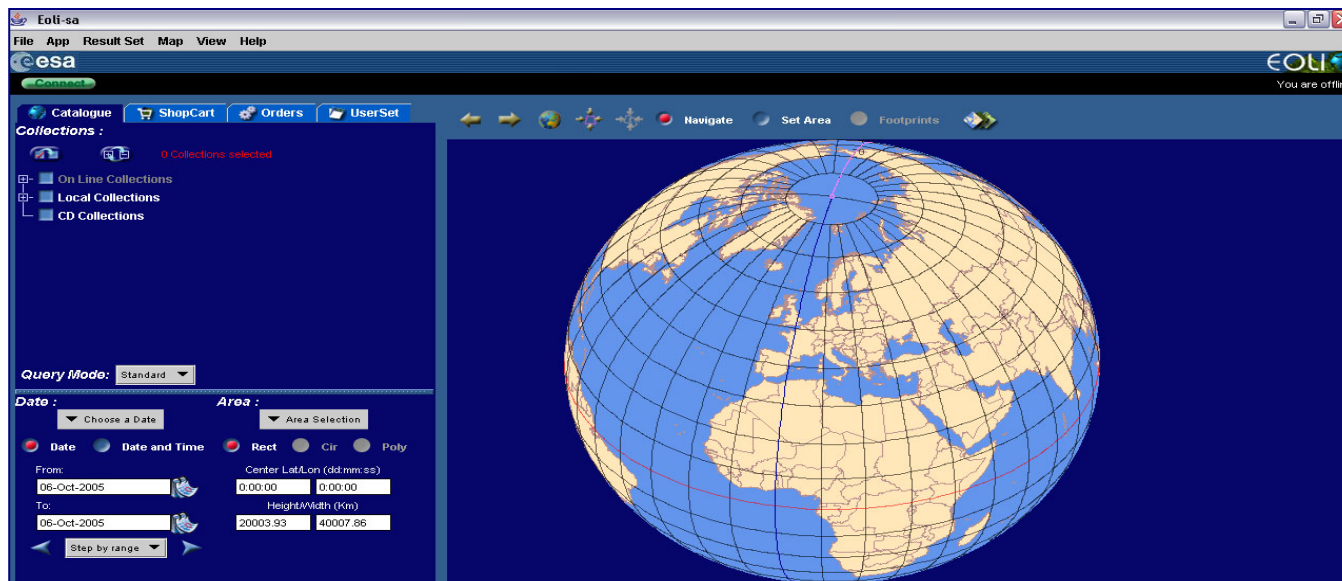 Eoli-sa
File App Result Set Map View Help
esa
EOLI
Connect
You are offlin
Catalogue ShopCart Orders UserSet
Navigate Set Area Footprints
Collections :
0 Collections selected
On Line Collections
Local Collections
CD Collections
Query Mode: Standard
Date : Area :
Choose a Date Area Selection
Date Date and Time Rect Cir Poly
From: Center Lat/Lon (dd:mm:ss)
06-Oct-2005 0:00:00 0:00:00
To: Height/Width (Km)
06-Oct-2005 20003.93 40007.86
Step by range
0